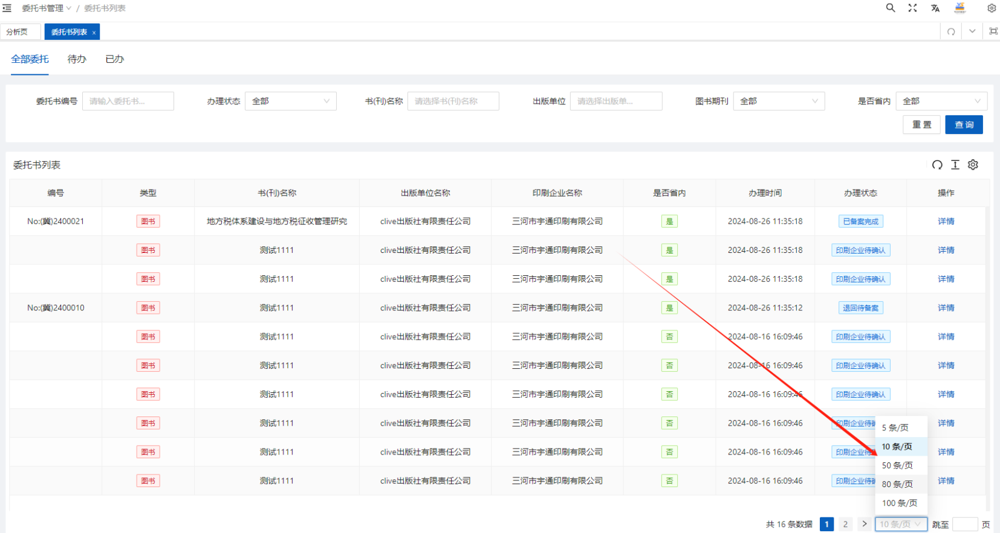 委托书管理 / 委托书列表
分析页 委托书列表 ×
全部委托 待办 已办
委托书编号 请输入委托书... 办理状态 全部 书(刊)名称 请选择书(刊)名称 出版单位 请选择出版单... 图书期刊 全部 是否省内 全部
重 置 查 询
委托书列表
编号 类型 书(刊)名称 出版单位名称 印刷企业名称 是否省内 办理时间 办理状态 操作
No:(冀)2400021 图书 地方税体系建设与地方税征收管理研究 clive出版社有限责任公司 三河市宇通印刷有限公司 是 2024-08-26 11:35:18 已备案完成 详情
图书 测试1111 clive出版社有限责任公司 三河市宇通印刷有限公司 是 2024-08-26 11:35:18 印刷企业待确认 详情
图书 测试1111 clive出版社有限责任公司 三河市宇通印刷有限公司 是 2024-08-26 11:35:18 印刷企业待确认 详情
No:(冀)2400010 图书 测试1111 clive出版社有限责任公司 三河市宇通印刷有限公司 是 2024-08-26 11:35:12 退回待备案 详情
图书 测试1111 clive出版社有限责任公司 三河市宇通印刷有限公司 否 2024-08-16 16:09:46 印刷企业待确认 详情
图书 测试1111 clive出版社有限责任公司 三河市宇通印刷有限公司 否 2024-08-16 16:09:46 印刷企业待确认 详情
图书 测试1111 clive出版社有限责任公司 三河市宇通印刷有限公司 否 2024-08-16 16:09:46 印刷企业待确认 详情
图书 测试1111 clive出版社有限责任公司 三河市宇通印刷有限公司 否 2024-08-16 16:09:46 印刷企业待 详情
图书 测试1111 clive出版社有限责任公司 三河市宇通印刷有限公司 否 2024-08-16 16:09:46 印刷企业待 详情
图书 测试1111 clive出版社有限责任公司 三河市宇通印刷有限公司 否 2024-08-16 16:09:46 印刷企业待 详情
5 条/页
10 条/页
50 条/页
80 条/页
100 条/页
共 16 条数据 1 2 > 10 条/页 跳至 页